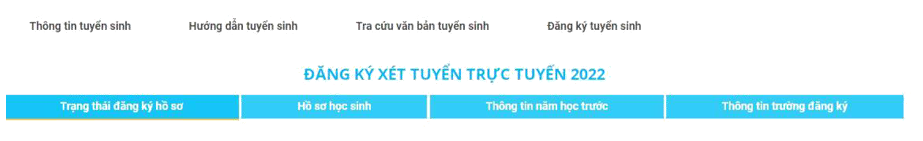 Thông tin tuyển sinh Hướng dẫn tuyển sinh Tra cứu văn bản tuyển sinh Đăng ký tuyển sinh
ĐĂNG KÝ XÉT TUYỂN TRỰC TUYẾN 2022
Trạng thái đăng ký hồ sơ Hồ sơ học sinh Thông tin năm học trước Thông tin trường đăng ký